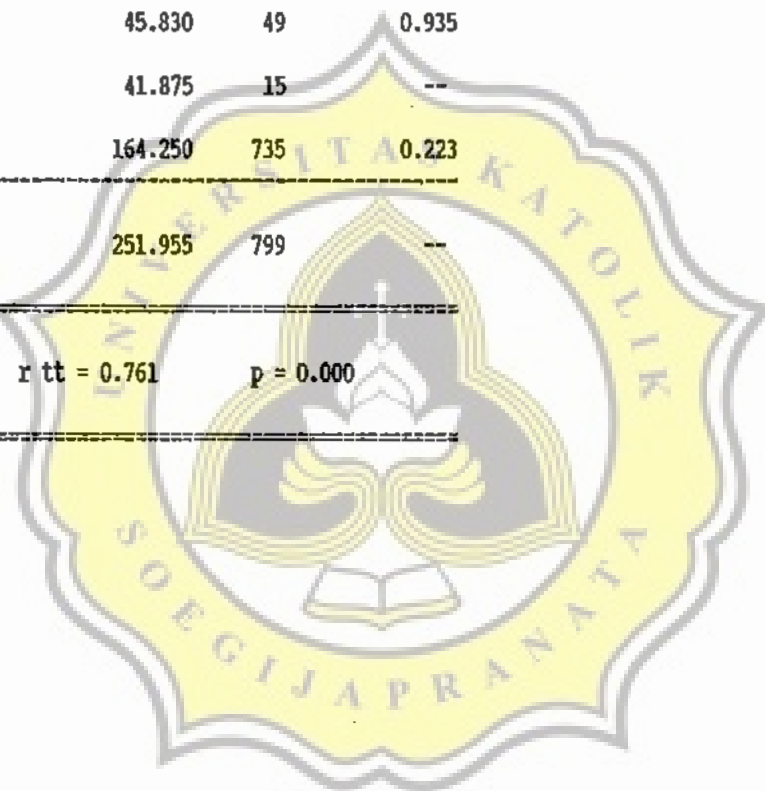 45.830 49 0.935
41.875 15 --
164.250 735 0.223
251.955 799 --
r tt = 0.761 p = 0.000
UNIVERSITAS KATOLIK
SOEGIJAPRANATA